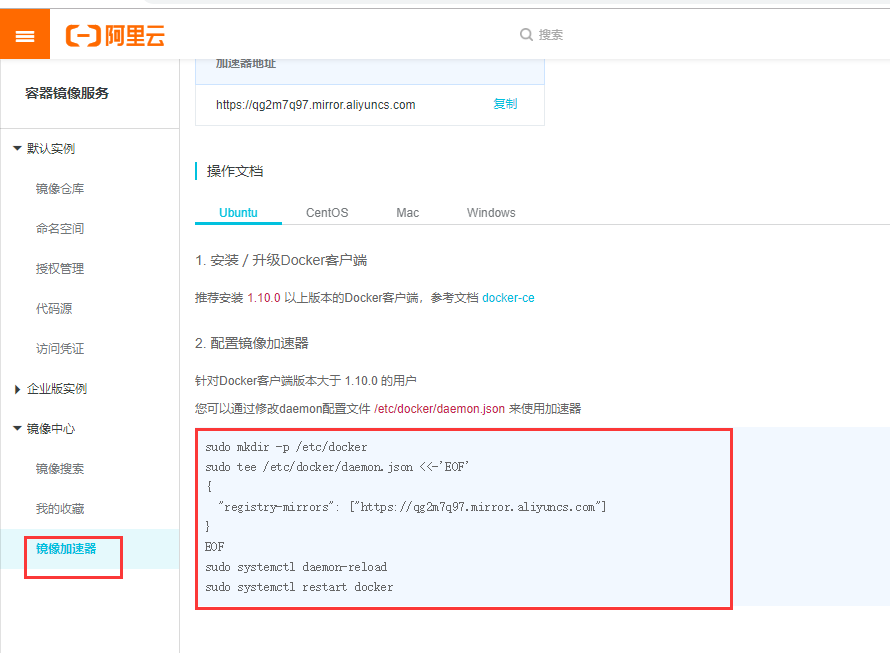 阿里云
搜索
容器镜像服务
默认实例
镜像仓库
命名空间
授权管理
代码源
访问凭证
企业版实例
镜像中心
镜像搜索
我的收藏
镜像加速器
加速器地址
https://qg2m7q97.mirror.aliyuncs.com 复制
操作文档
Ubuntu CentOS Mac Windows
1. 安装 / 升级Docker客户端
推荐安装 1.10.0 以上版本的Docker客户端，参考文档 docker-ce
2. 配置镜像加速器
针对Docker客户端版本大于 1.10.0 的用户
您可以通过修改daemon配置文件 /etc/docker/daemon.json 来使用加速器
sudo mkdir -p /etc/docker
sudo tee /etc/docker/daemon.json <<-'EOF'
{
"registry-mirrors": ["https://qg2m7q97.mirror.aliyuncs.com"]
}
EOF
sudo systemctl daemon-reload
sudo systemctl restart docker